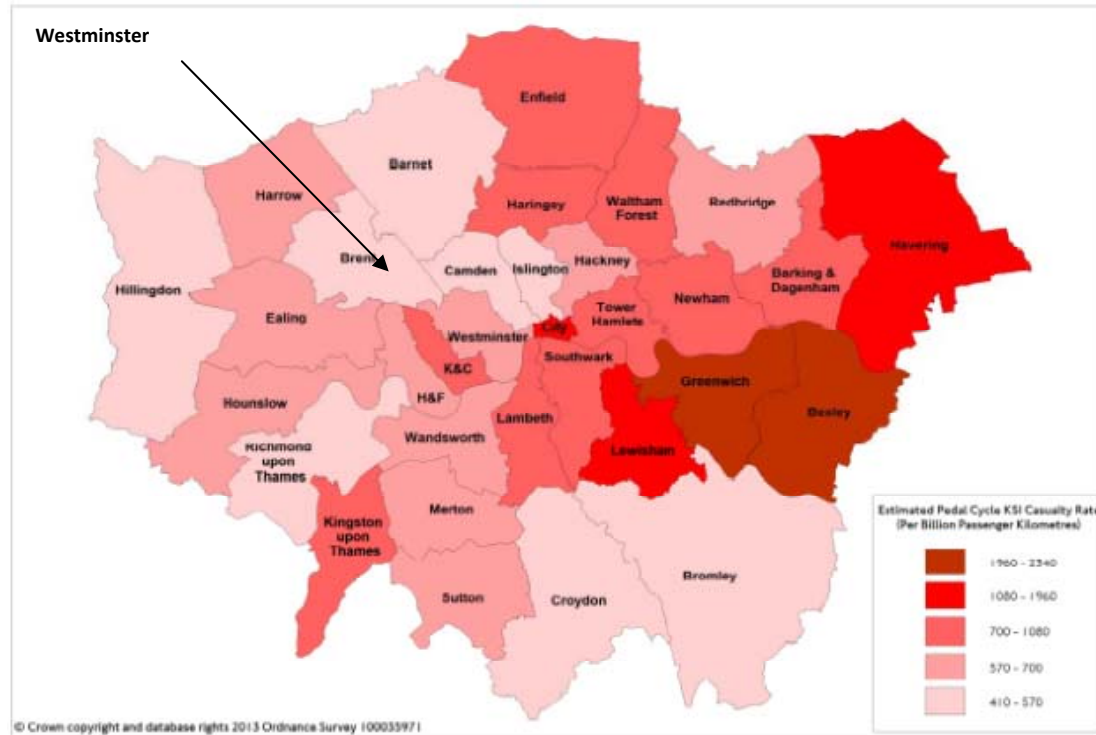 Westminster
Enfield
Barnet
Harrow
Haringey
Waltham
Forest
Redbridge
Havering
Brent
Camden
Islington
Hackney
Barking &
Dagenham
Hillingdon
Newham
Ealing
Tower
Hamlets
Westminster
City
Southwark
K&C
Greenwich
H&F
Bexley
Hounslow
Lambeth
Wandsworth
Lewisham
Richmond
upon
Thames
Merton
Kingston
upon
Thames
Bromley
Sutton
Croydon
Estimated Pedal Cycle KSI Casualty Rate
(Per Billion Passenger Kilometres)
1960 - 2340
1080 - 1960
700 - 1080
570 - 700
410 - 570
© Crown copyright and database rights 2013 Ordnance Survey 100035971